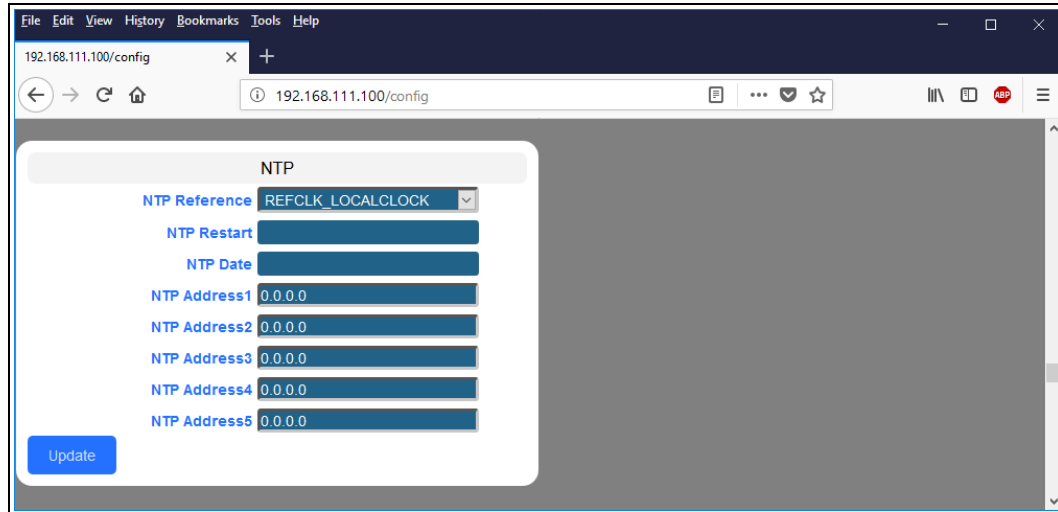 File Edit View History Bookmarks Tools Help
192.168.111.100/config
192.168.111.100/config
ABP
NTP
NTP Reference REFCLK_LOCALCLOCK
NTP Restart
NTP Date
NTP Address1 0.0.0.0
NTP Address2 0.0.0.0
NTP Address3 0.0.0.0
NTP Address4 0.0.0.0
NTP Address5 0.0.0.0
Update